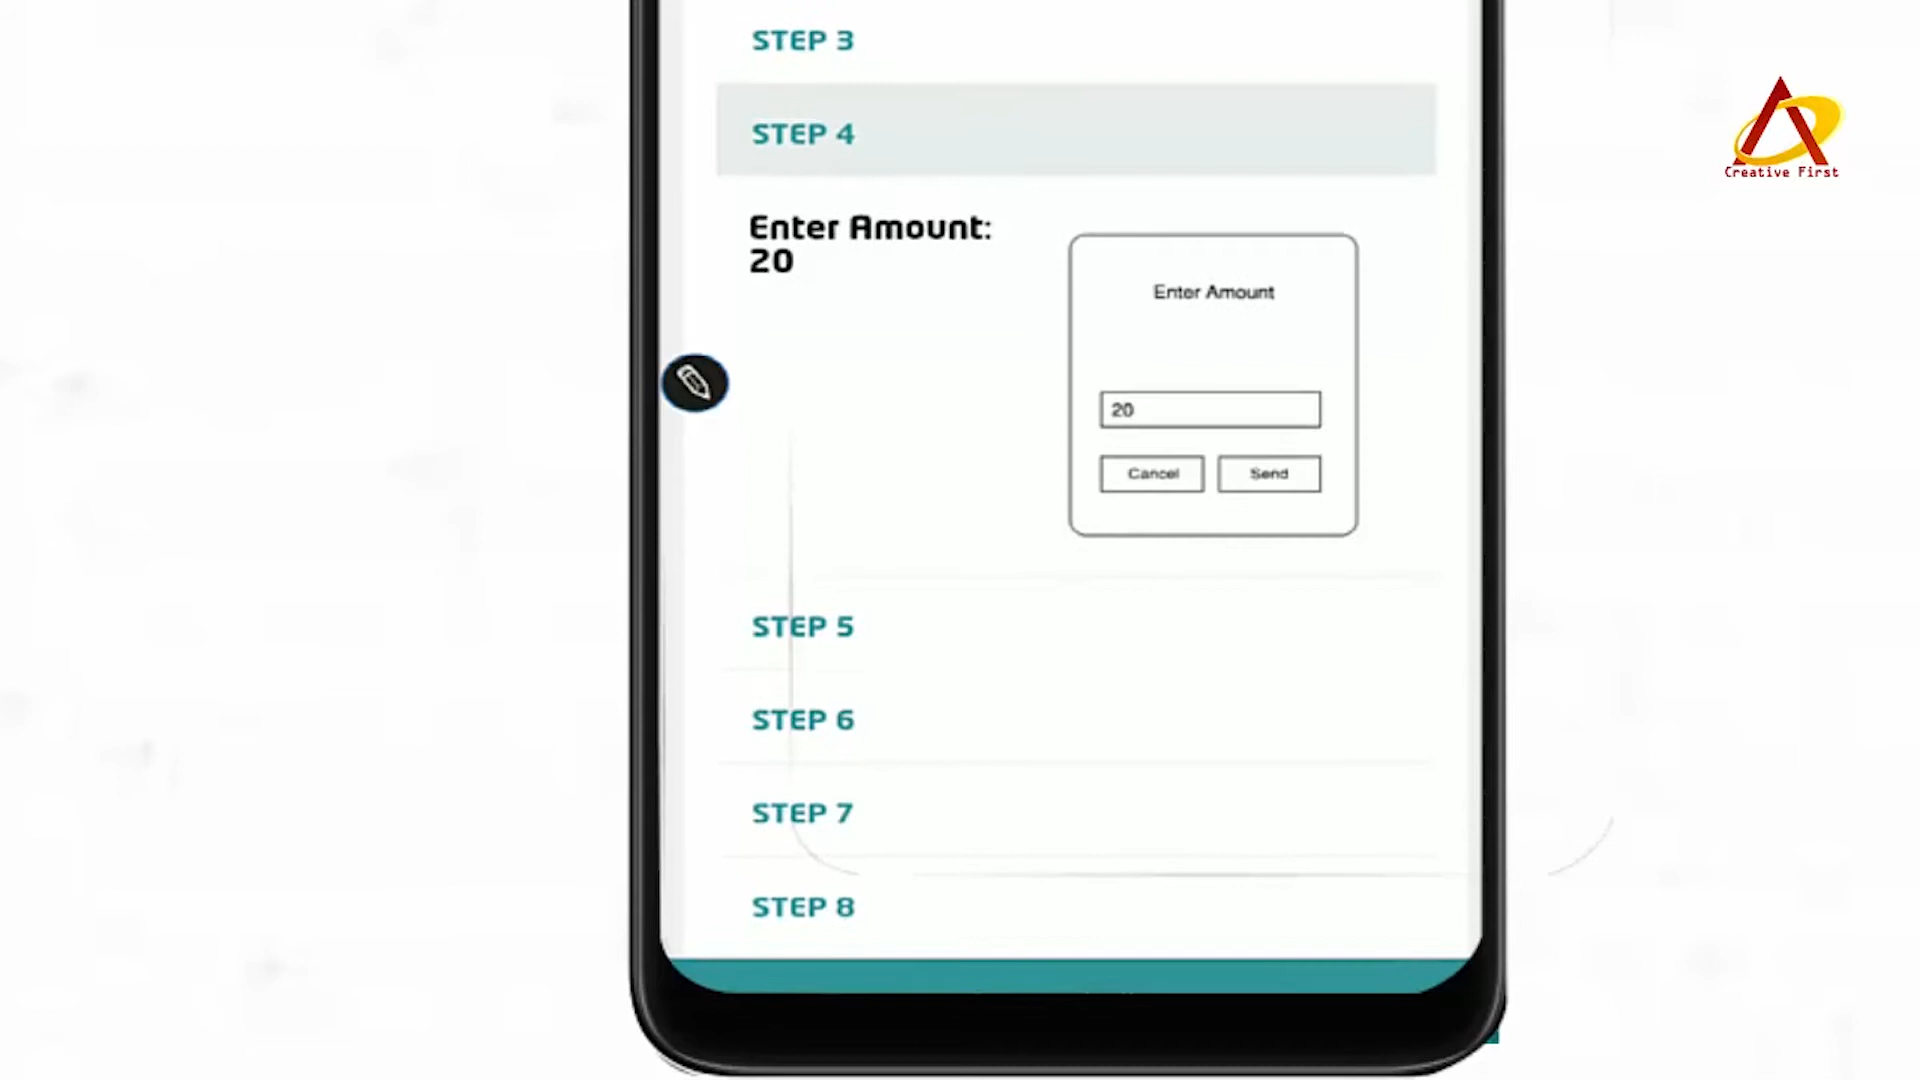 STEP 3
STEP 4
Enter Amount:
20
Enter Amount
20
Cancel Send
STEP 5
STEP 6
STEP 7
STEP 8
Creative First